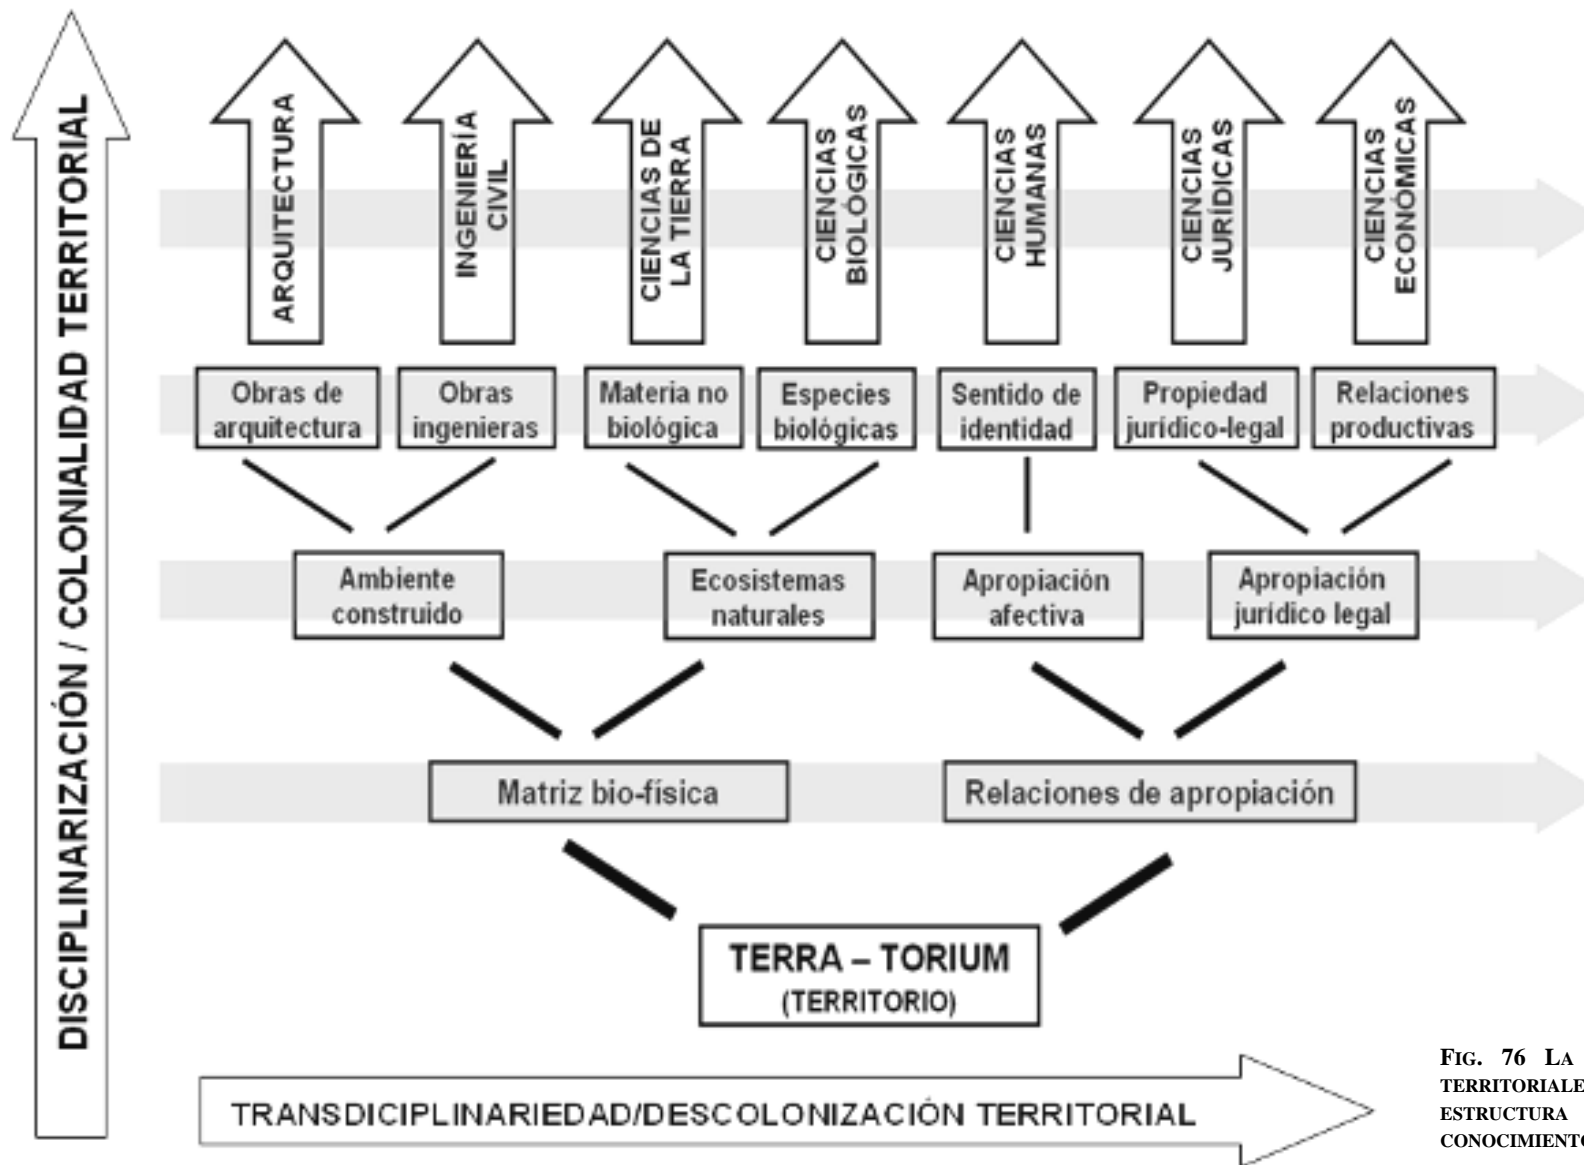 DISCIPLINARIZACIÓN / COLONIALIDAD TERRITORIAL
ARQUITECTURA
INGENIERÍA
CIVIL
CIENCIAS DE
LA TIERRA
CIENCIAS
BIOLÓGICAS
CIENCIAS
HUMANAS
CIENCIAS
JURÍDICAS
CIENCIAS
ECONÓMICAS
Obras de
arquitectura
Obras
ingenieras
Materia no
biológica
Especies
biológicas
Sentido de
identidad
Propiedad
jurídico-legal
Relaciones
productivas
Ambiente
construido
Ecosistemas
naturales
Apropiación
afectiva
Apropiación
jurídico legal
Matriz bio-física
Relaciones de apropiación
TERRA – TORIUM
(TERRITORIO)
TRANSDICIPLINARIEDAD/DESCOLONIZACIÓN TERRITORIAL
FIG. 76 LA
TERRITORIALE
ESTRUCTURA
CONOCIMIENTO